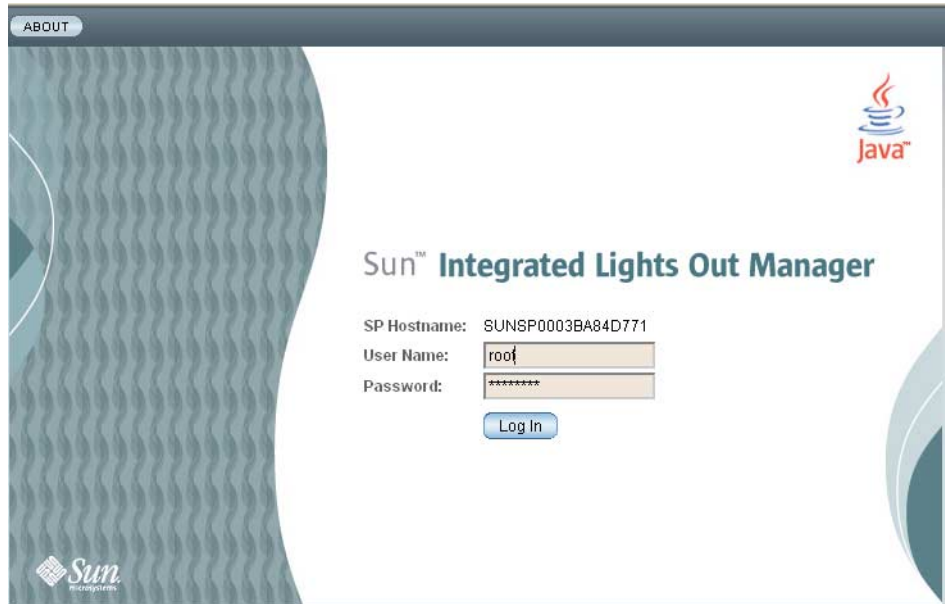 ABOUT
Java™
Sun™ Integrated Lights Out Manager
SP Hostname: SUNSP0003BA84D771
User Name: root
Password: ********
Log In
Sun
microsystems